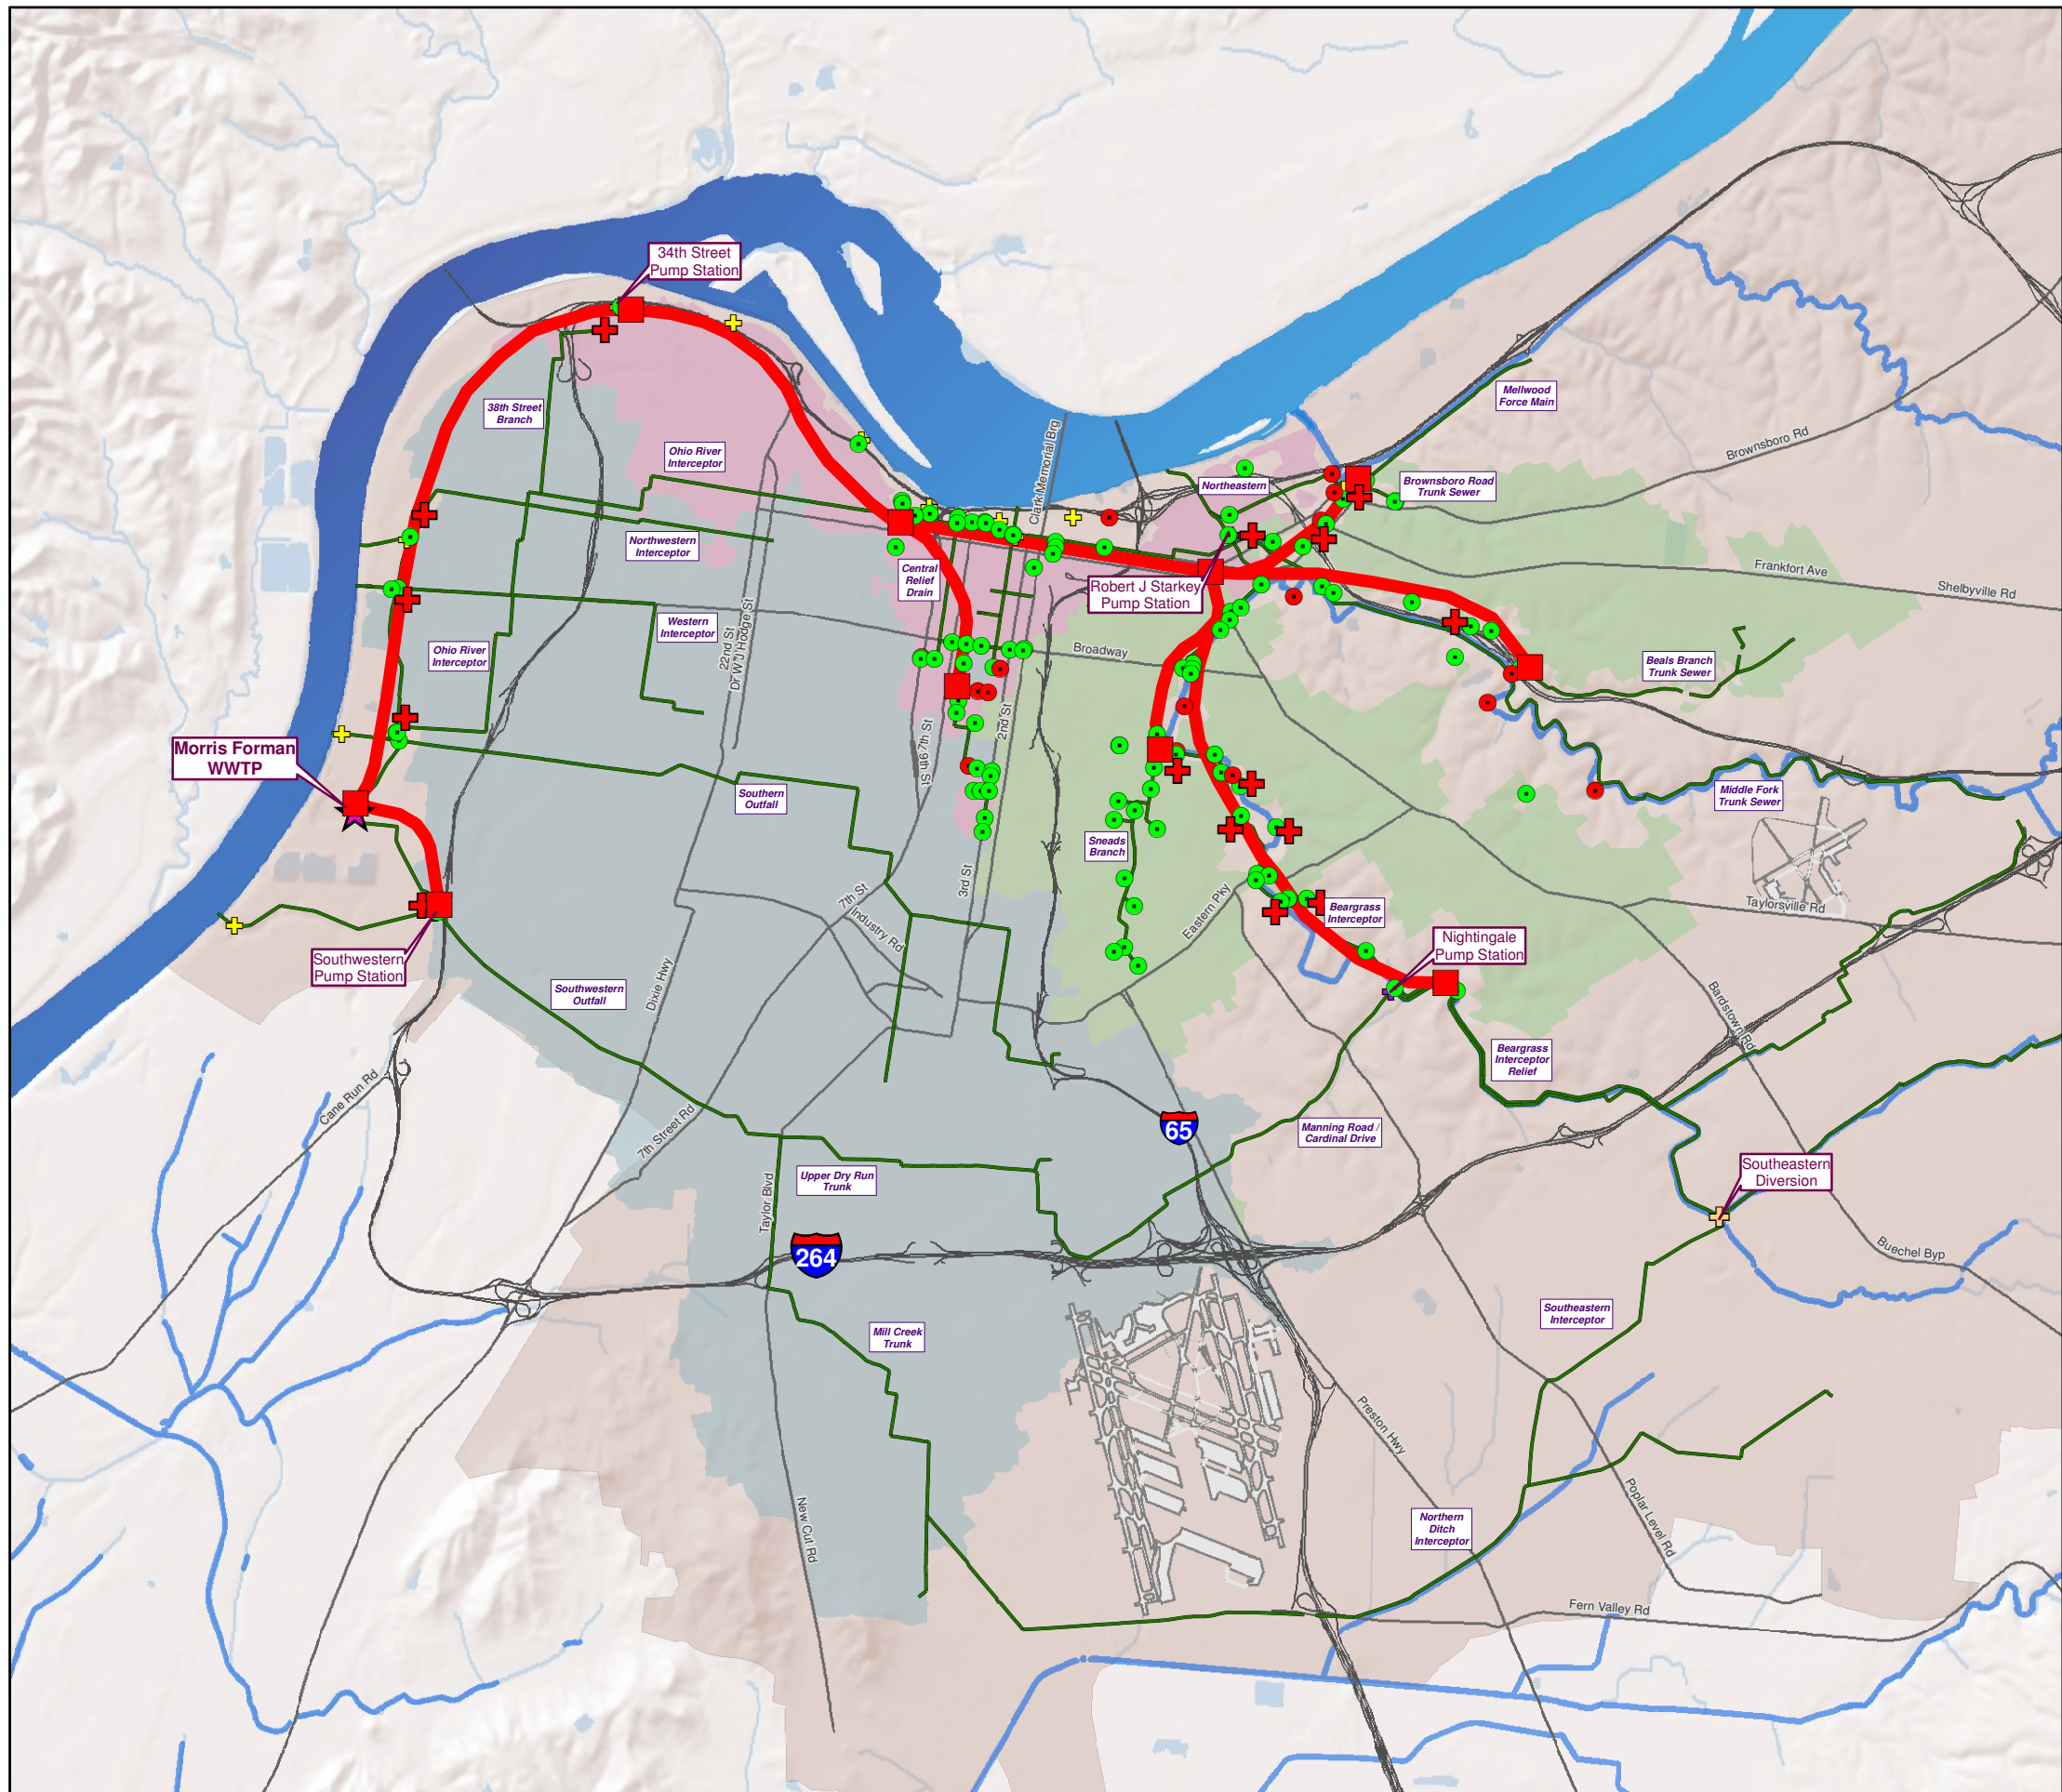 34th Street
Pump Station
38th Street
Branch
Ohio River
Interceptor
Northwestern
Interceptor
Central
Relief
Drain
Western
Interceptor
Ohio River
Interceptor
Clark Memorial Brg
Northeastern
Mellwood
Force Main
Brownsboro Rd
Brownsboro Road
Trunk Sewer
Frankfort Ave
Shelbyville Rd
Robert J Starkey
Pump Station
Broadway
22nd St
Dr W J Hodge St
Beals Branch
Trunk Sewer
Morris Forman
WWTP
2nd St
Southern
Outfall
Middle Fork
Trunk Sewer
Sneads
Branch
3rd St
7th St
Industry Rd
Eastern Pky
Beargrass
Interceptor
Taylorsville Rd
Nightingale
Pump Station
Southwestern
Pump Station
Southwestern
Outfall
Dixie Hwy
Bardstown Rd
Beargrass
Interceptor
Relief
Cane Run Rd
7th Street Rd
65
Manning Road /
Cardinal Drive
Upper Dry Run
Trunk
Taylor Blvd
Southeastern
Diversion
264
Buechel Byp
Southeastern
Interceptor
Mill Creek
Trunk
Preston Hwy
New Cut Rd
Northern
Ditch
Interceptor
Poplar Level Rd
Fern Valley Rd